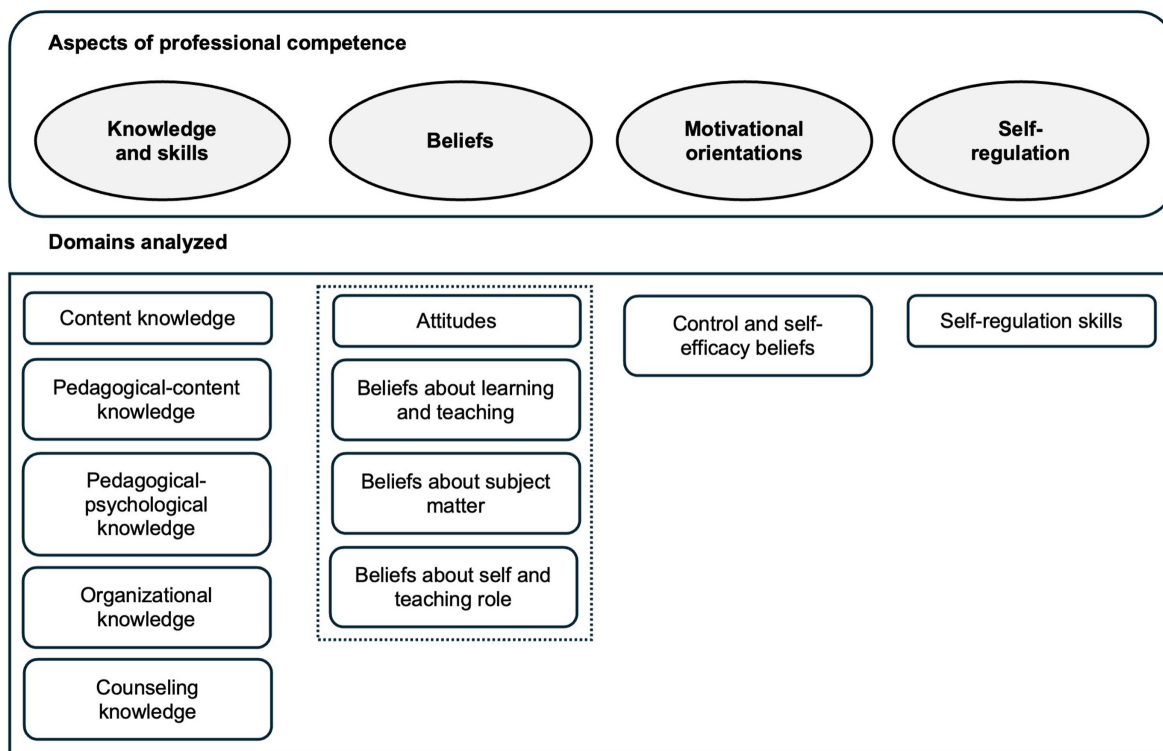 Aspects of professional competence
Knowledge
and skills
Beliefs
Motivational
orientations
Self-
regulation
Domains analyzed
Content knowledge
Pedagogical-content
knowledge
Pedagogical-
psychological
knowledge
Organizational
knowledge
Counseling
knowledge
Attitudes
Beliefs about learning
and teaching
Beliefs about subject
matter
Beliefs about self and
teaching role
Control and self-
efficacy beliefs
Self-regulation skills